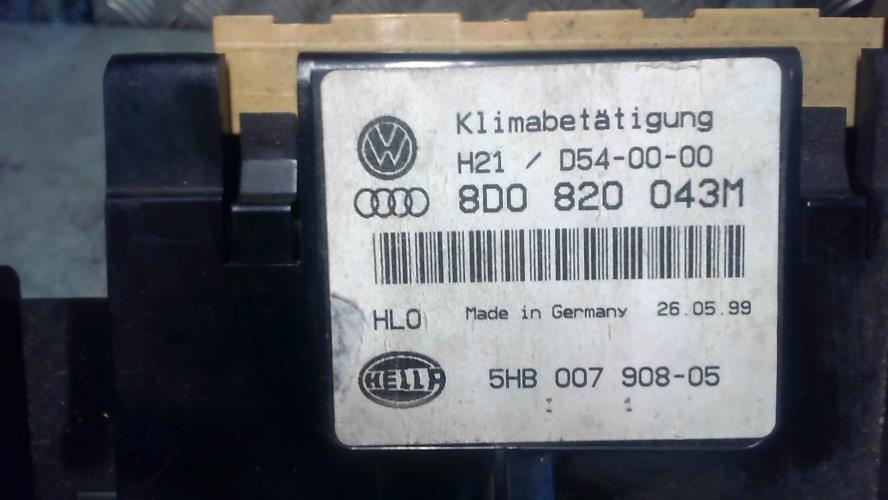 Klimabetätigung
H21 / D54-00-00
8D0 820 043M
HLO Made in Germany 26.05.99
HELLA 5HB 007 908-05
I 1